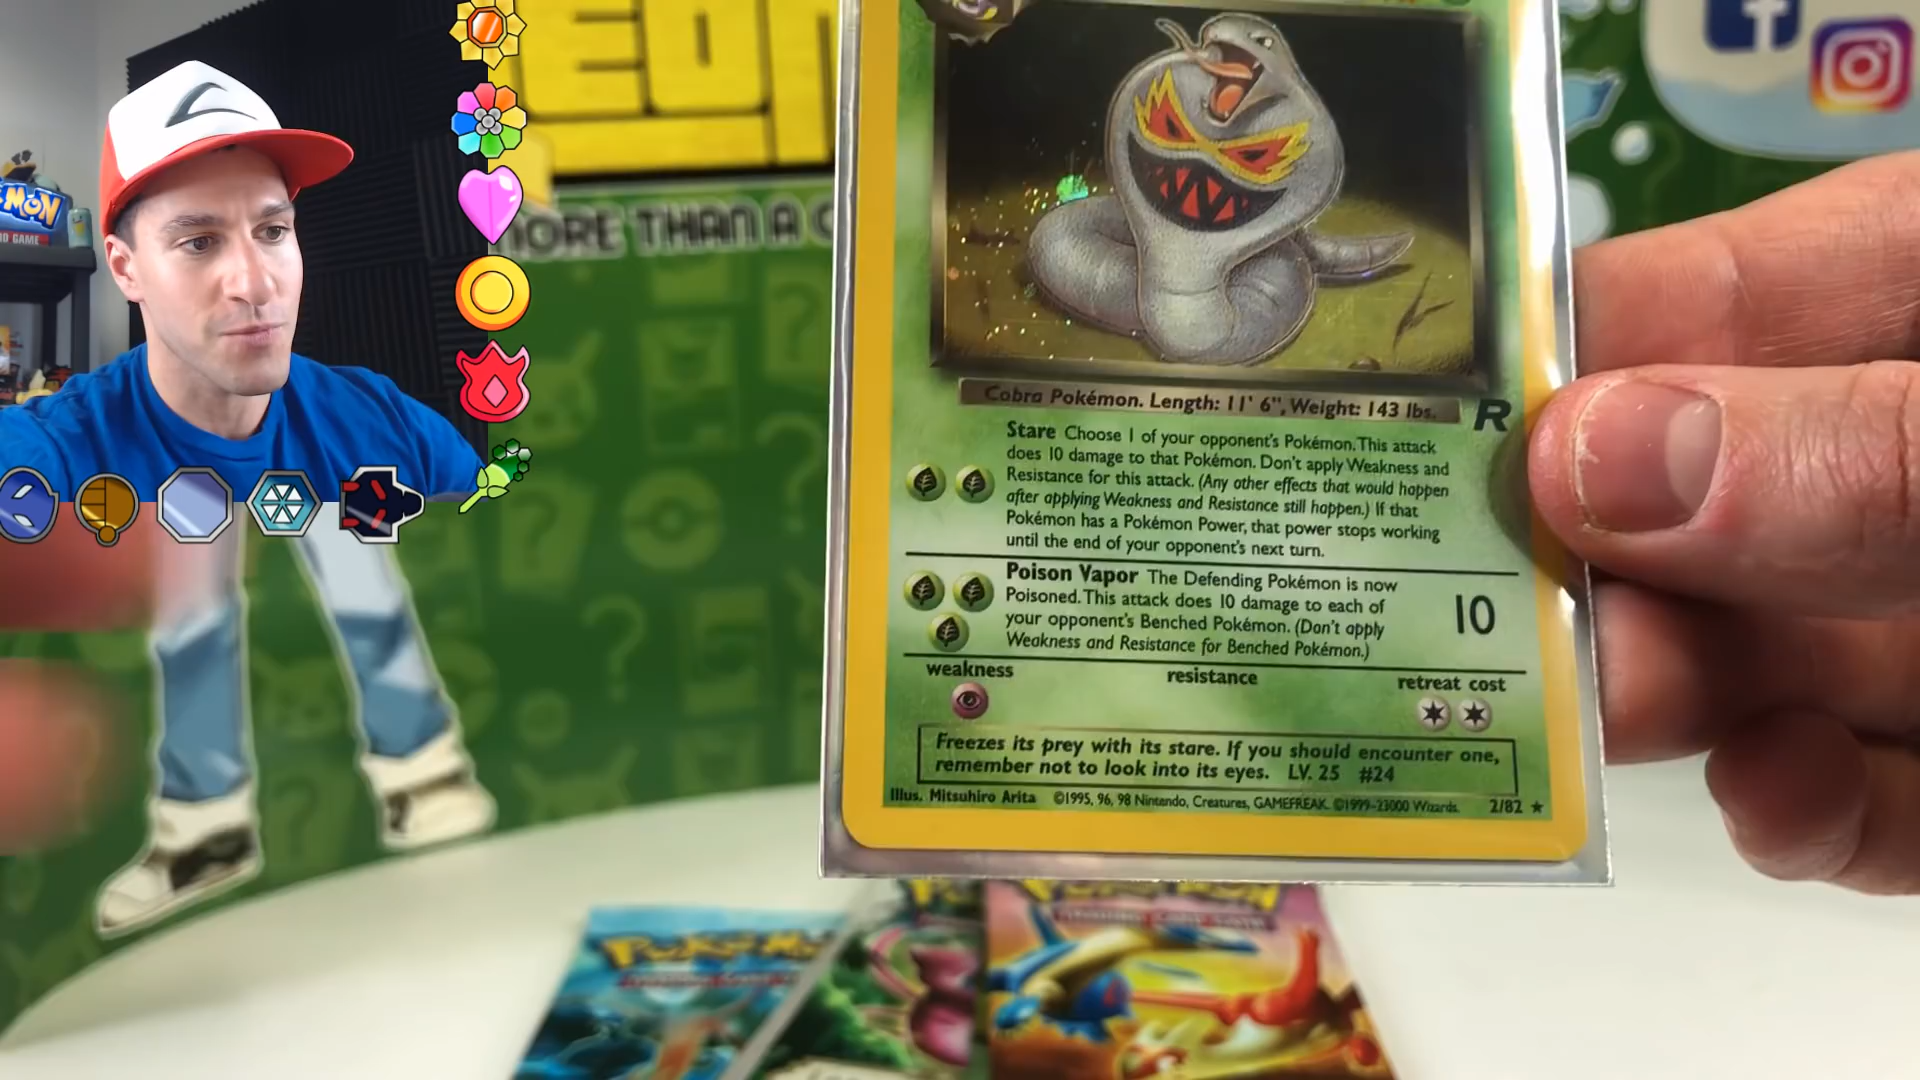 EON
MORE THAN A C
MON
D GAME
Cobra Pokémon. Length: 11' 6", Weight: 143 lbs.
R
Stare Choose 1 of your opponent's Pokémon. This attack
does 10 damage to that Pokémon. Don't apply Weakness and
Resistance for this attack. (Any other effects that would happen
after applying Weakness and Resistance still happen.) If that
Pokémon has a Pokémon Power, that power stops working
until the end of your opponent's next turn.
Poison Vapor The Defending Pokémon is now
Poisoned. This attack does 10 damage to each of
your opponent's Benched Pokémon. (Don't apply
Weakness and Resistance for Benched Pokémon.)
10
weakness
resistance
retreat cost
Freezes its prey with its stare. If you should encounter one,
remember not to look into its eyes. LV. 25 #24
Illus. Mitsuhiro Arita ©1995, 96, 98 Nintendo, Creatures, GAMEFREAK. ©1999-23000 Wizards. 2/82
POKéMON